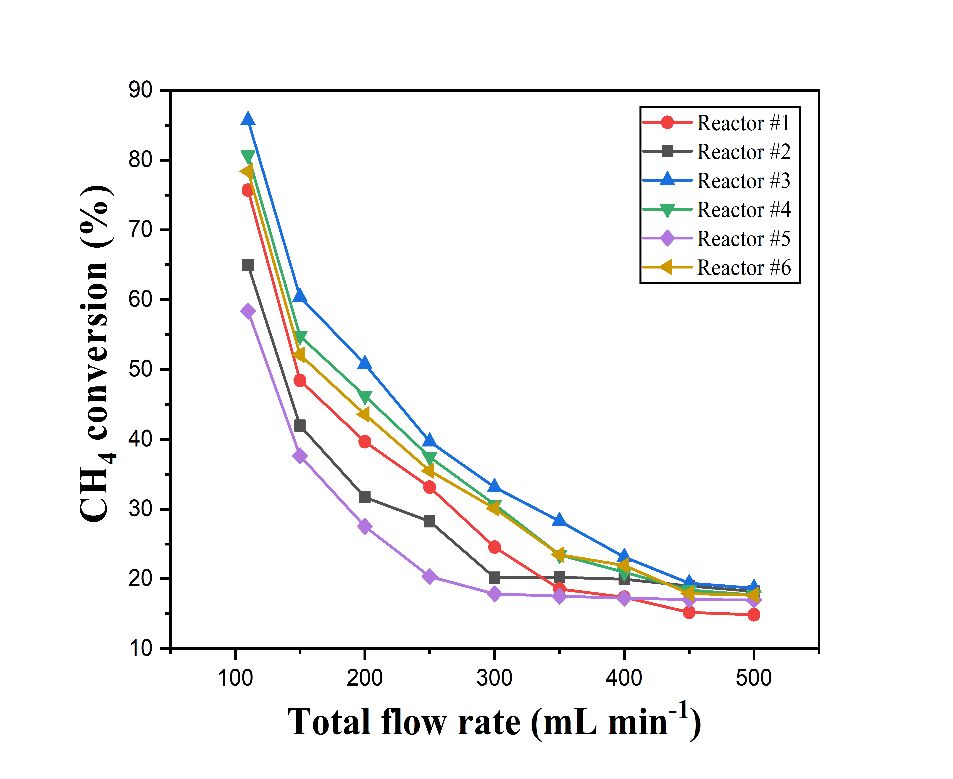 90
80
70
60
50
40
30
20
10
CH₄ conversion (%)
Reactor #1
Reactor #2
Reactor #3
Reactor #4
Reactor #5
Reactor #6
100 200 300 400 500
Total flow rate (mL min⁻¹)